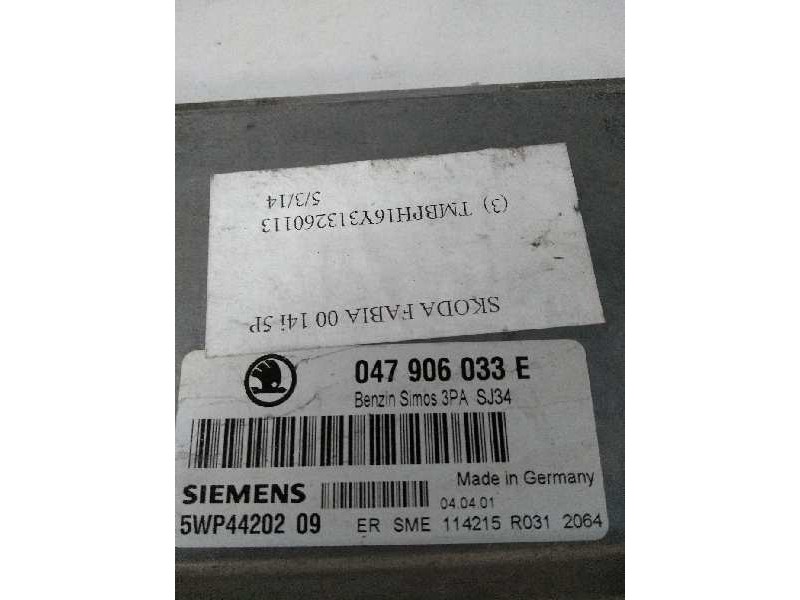 SKODA FABIA 00 14i 5P
(3) TMBPH16Y313260113
5/3/14
047 906 033 E
Benzin Simos 3PA SJ34
Made in Germany
SIEMENS
04.04.01
5WP44202 09 ER SME 114215 R031 2064